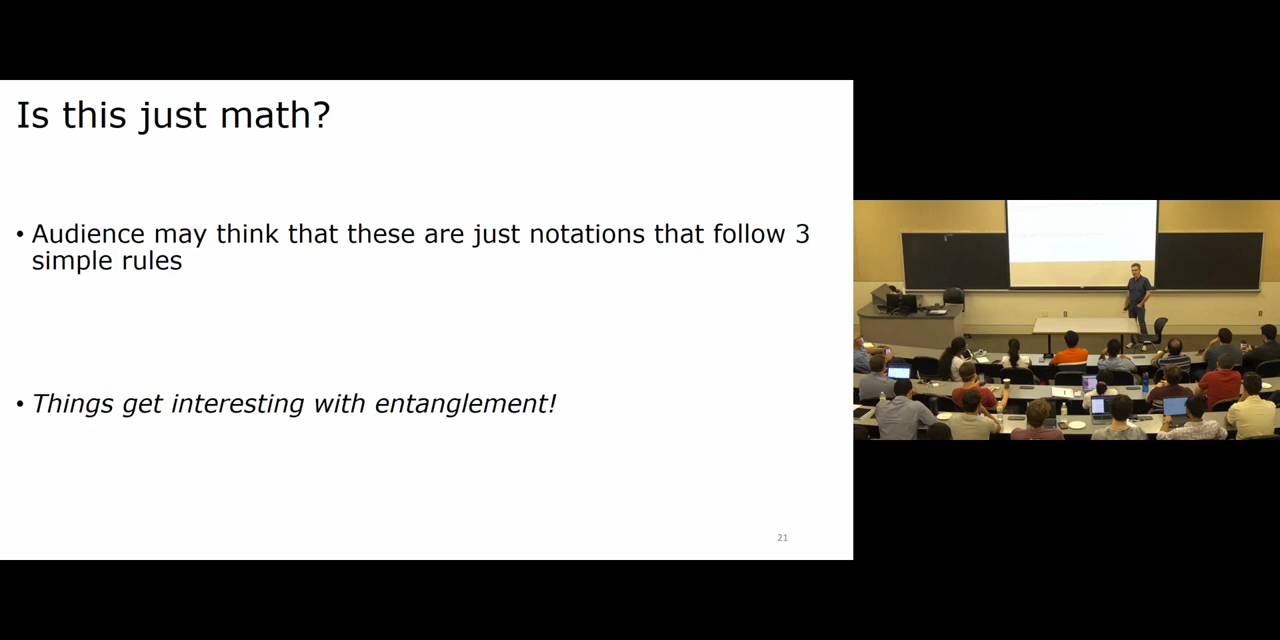 Is this just math?
• Audience may think that these are just notations that follow 3
simple rules
• Things get interesting with entanglement!
21